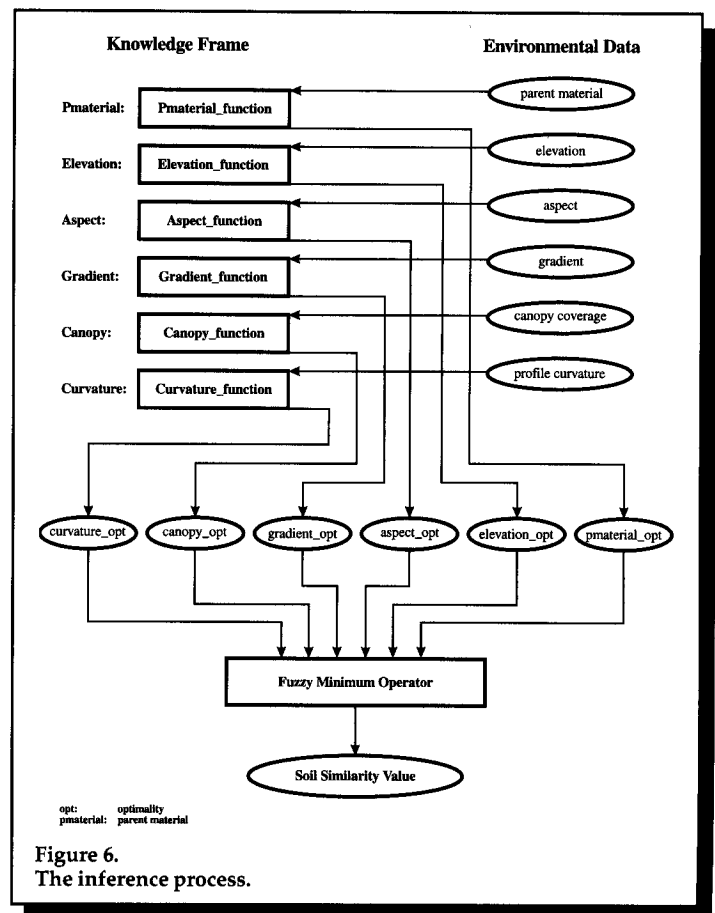 Knowledge Frame Environmental Data
Pmaterial: Pmaterial_function parent material
Elevation: Elevation_function elevation
Aspect: Aspect_function aspect
Gradient: Gradient_function gradient
Canopy: Canopy_function canopy coverage
Curvature: Curvature_function profile curvature
curvature_opt canopy_opt gradient_opt aspect_opt elevation_opt pmaterial_opt
Fuzzy Minimum Operator
Soil Similarity Value
opt: optimality
pmaterial: parent material
Figure 6.
The inference process.